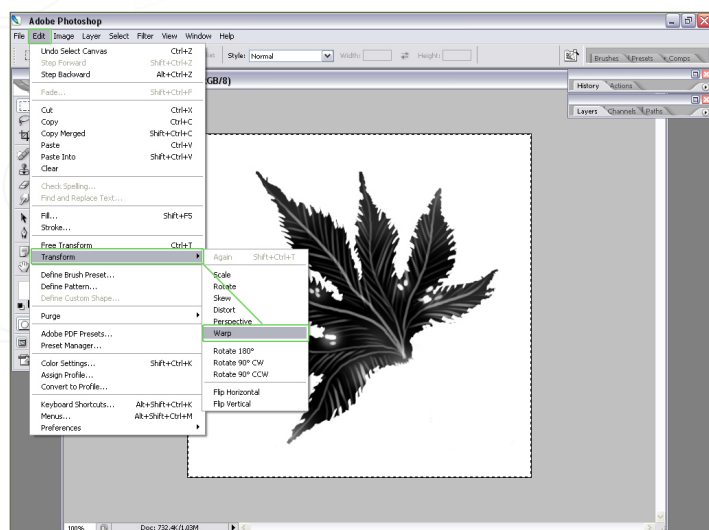 Adobe Photoshop
File Edit Image Layer Select Filter View Window Help
Style: Normal Width: Height:
Brushes Presets Comps
GB/8)
History Actions
Layers Channels Paths
Undo Select Canvas Ctrl+Z
Step Forward Shift+Ctrl+Z
Step Backward Alt+Ctrl+Z
Fade... Shift+Ctrl+F
Cut Ctrl+X
Copy Ctrl+C
Copy Merged Shift+Ctrl+C
Paste Ctrl+V
Paste Into Shift+Ctrl+V
Clear
Check Spelling...
Find and Replace Text...
Fill... Shift+F5
Stroke...
Free Transform Ctrl+T
Transform
Again Shift+Ctrl+T
Scale
Rotate
Skew
Distort
Perspective
Warp
Rotate 180°
Rotate 90° CW
Rotate 90° CCW
Flip Horizontal
Flip Vertical
Define Brush Preset...
Define Pattern...
Define Custom Shape...
Purge
Adobe PDF Presets...
Preset Manager...
Color Settings... Shift+Ctrl+K
Assign Profile...
Convert to Profile...
Keyboard Shortcuts... Alt+Shift+Ctrl+K
Menus... Alt+Shift+Ctrl+M
Preferences
100% Doc: 732,4K/1,03M